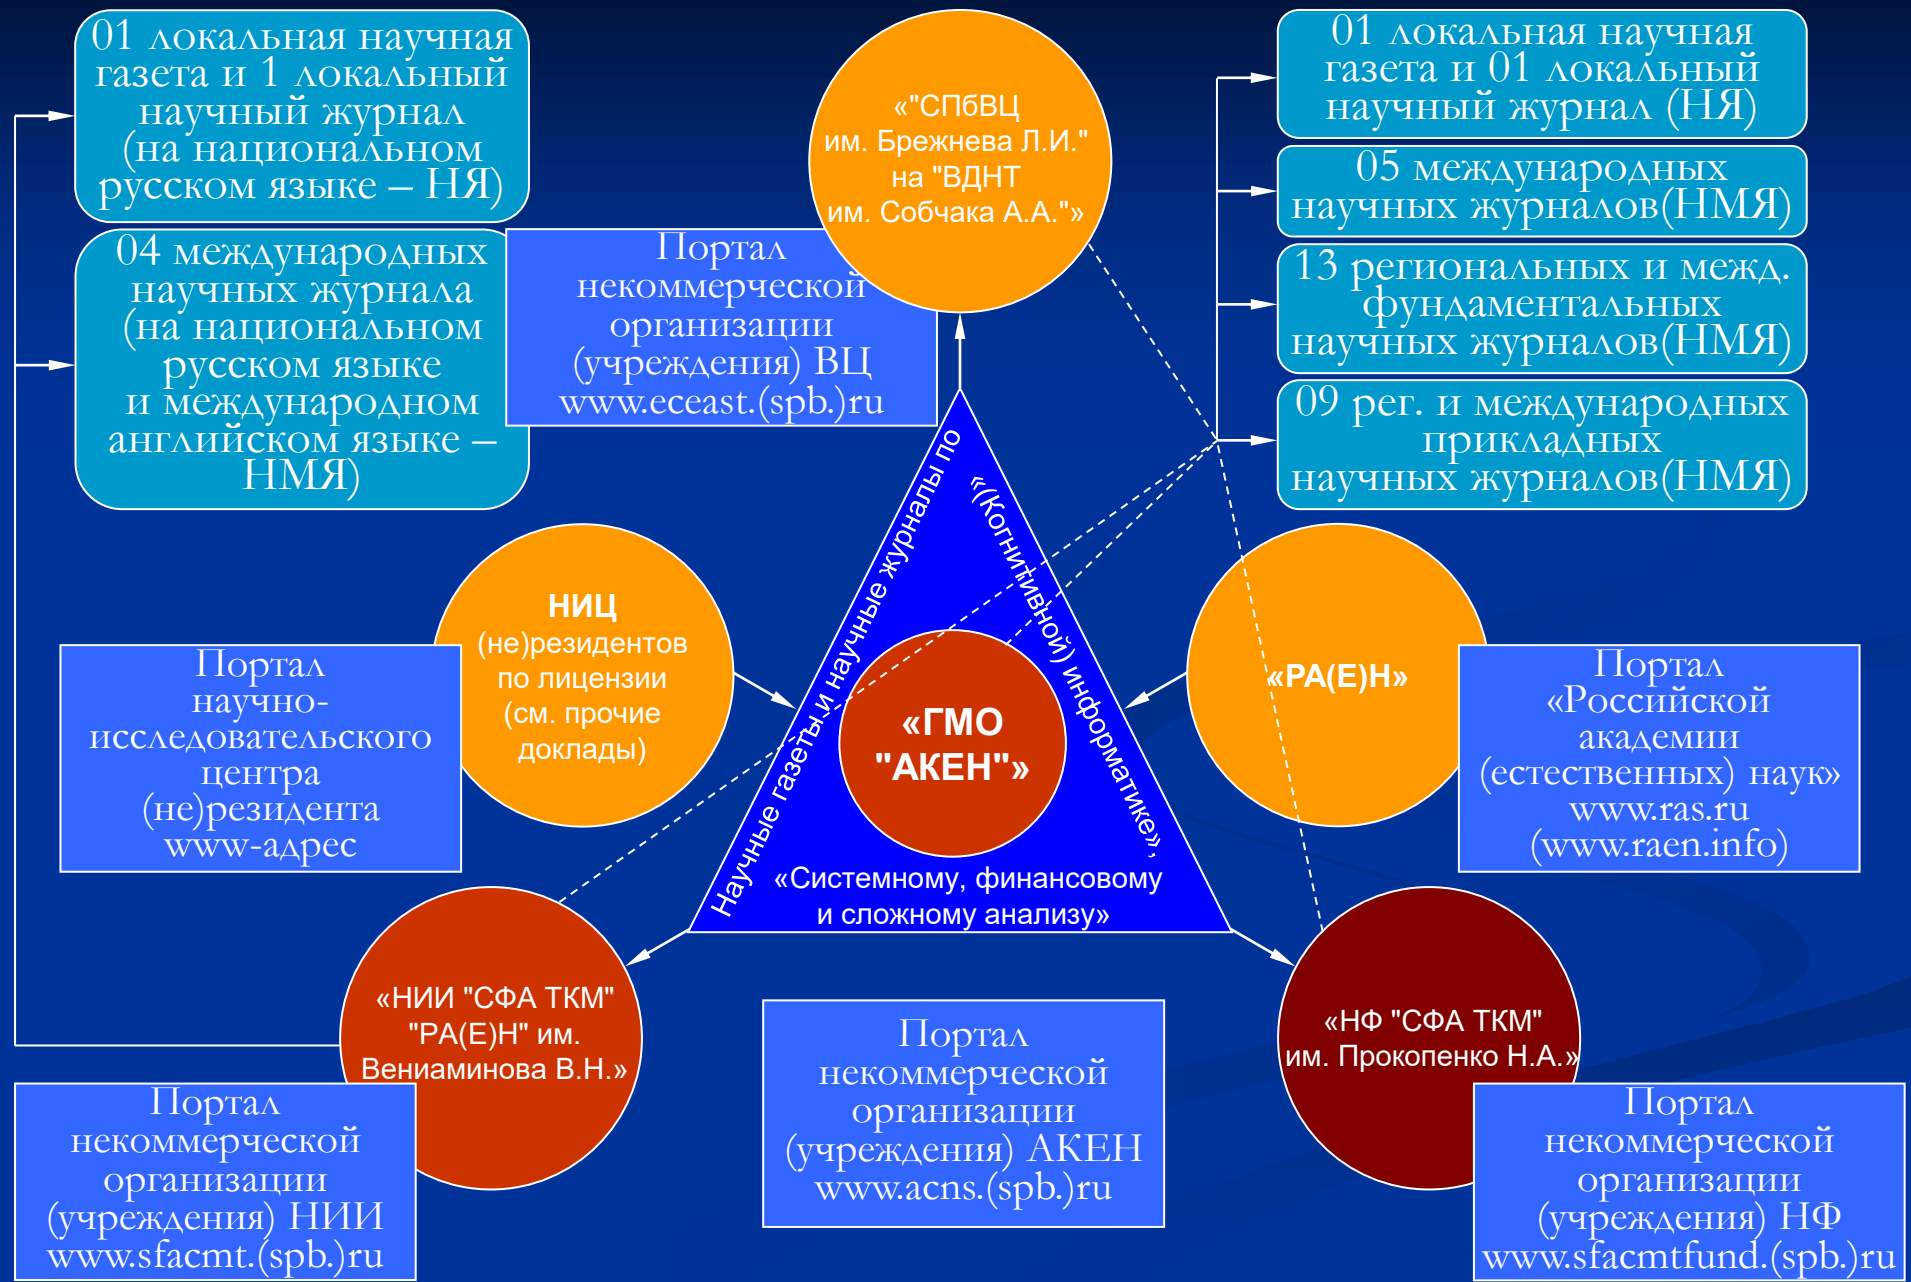 01 локальная научная
газета и 1 локальный
научный журнал
(на национальном
русском языке – НЯ)
04 международных
научных журнала
(на национальном
русском языке
и международном
английском языке –
НМЯ)
«"СПбВЦ
им. Брежнева Л.И."
на "ВДНТ
им. Собчака А.А."»
Портал
некоммерческой
организации
(учреждения) ВЦ
www.eceast.(spb.)ru
01 локальная научная
газета и 01 локальный
научный журнал (НЯ)
05 международных
научных журналов(НМЯ)
13 региональных и межд.
фундаментальных
научных журналов(НМЯ)
09 рег. и международных
прикладных
научных журналов(НМЯ)
НИЦ
(не)резидентов
по лицензии
(см. прочие
доклады)
Портал
научно-
исследовательского
центра
(не)резидента
www-адрес
Научные газеты и научные журналы по
«(Когнитивной) информатике»,
«Системному, финансовому
и сложному анализу»
«ГМО
"АКЕН"»
«РА(Е)Н»
Портал
«Российской
академии
(естественных) наук»
www.ras.ru
(www.raen.info)
«НИИ "СФА ТКМ"
"РА(Е)Н" им.
Вениаминова В.Н.»
Портал
некоммерческой
организации
(учреждения) НИИ
www.sfacmt.(spb.)ru
Портал
некоммерческой
организации
(учреждения) АКЕН
www.acns.(spb.)ru
«НФ "СФА ТКМ"
им. Прокопенко Н.А.»
Портал
некоммерческой
организации
(учреждения) НФ
www.sfacmtfund.(spb.)ru